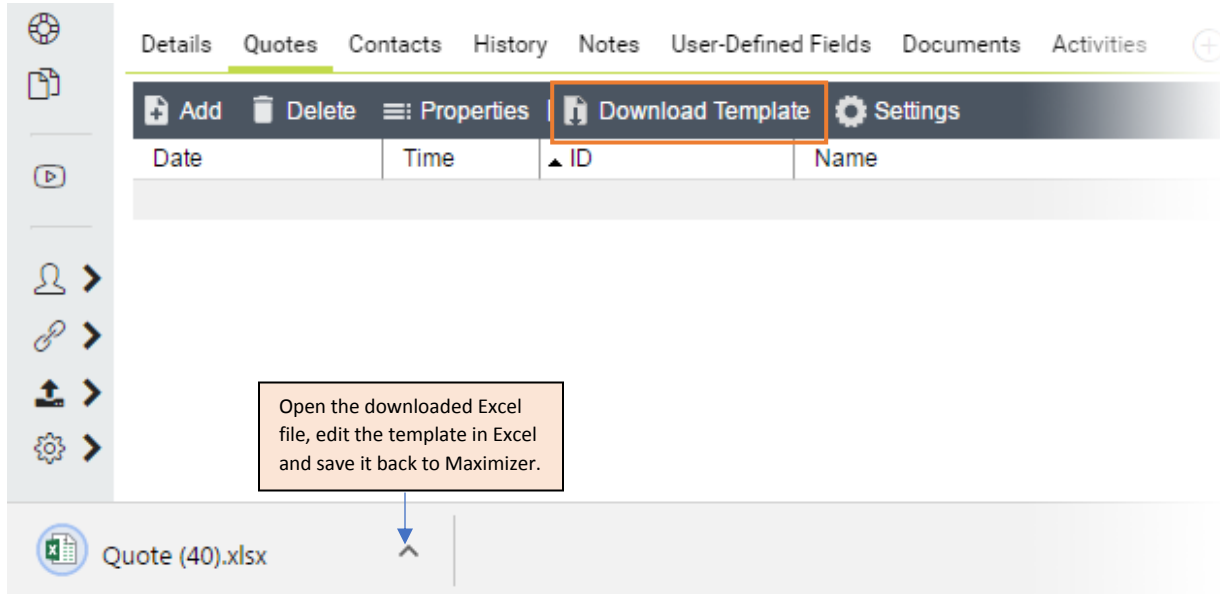 Details Quotes Contacts History Notes User-Defined Fields Documents Activities
Add Delete Properties Download Template Settings
Date Time ID Name
Open the downloaded Excel
file, edit the template in Excel
and save it back to Maximizer.
Quote (40).xlsx